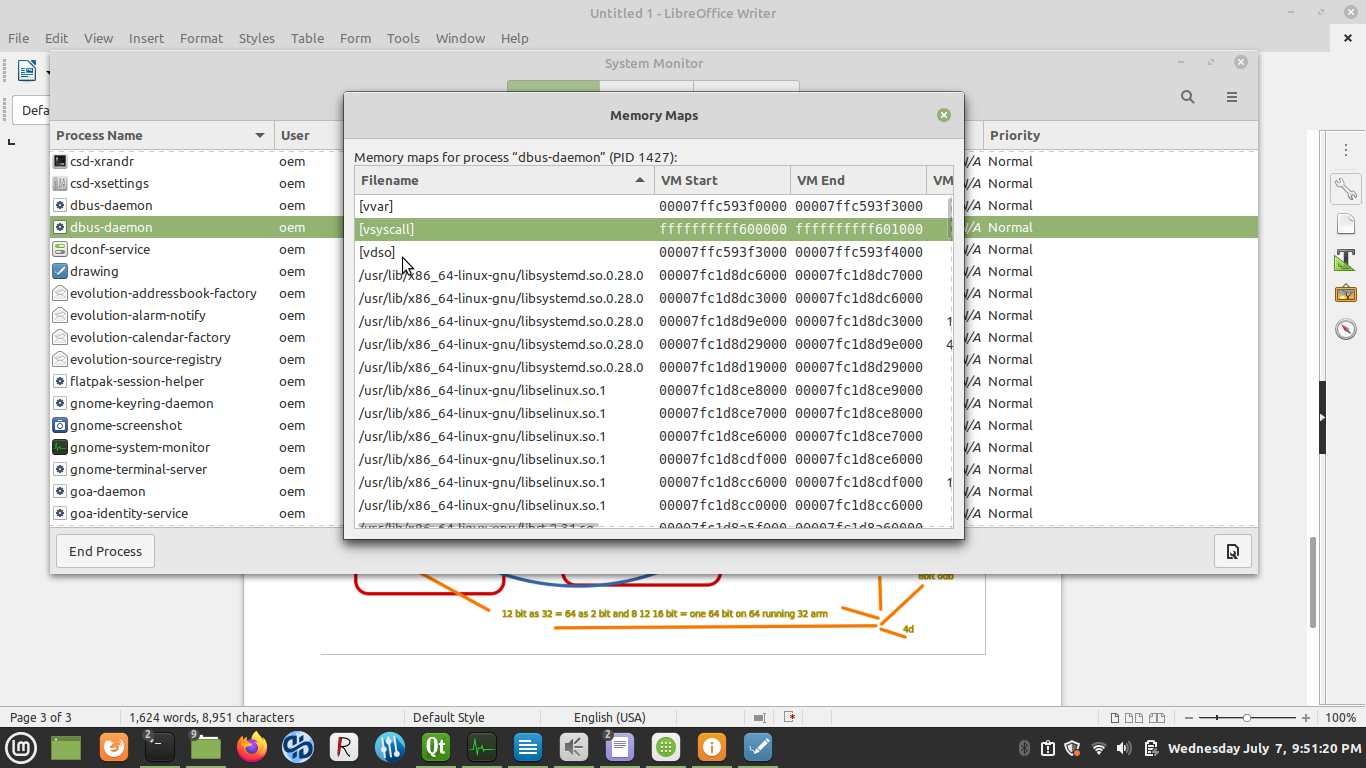 Untitled 1 - LibreOffice Writer
File Edit View Insert Format Styles Table Form Tools Window Help
System Monitor
Defa
Memory Maps
Process Name User Priority
Memory maps for process “dbus-daemon” (PID 1427):
Filename VM Start VM End VM
csd-xrandr oem N/A Normal
csd-xsettings oem N/A Normal
dbus-daemon oem N/A Normal
dbus-daemon oem N/A Normal
dconf-service oem N/A Normal
drawing oem N/A Normal
evolution-addressbook-factory oem N/A Normal
evolution-alarm-notify oem N/A Normal
evolution-calendar-factory oem N/A Normal
evolution-source-registry oem N/A Normal
flatpak-session-helper oem N/A Normal
gnome-keyring-daemon oem N/A Normal
gnome-screenshot oem N/A Normal
gnome-system-monitor oem N/A Normal
gnome-terminal-server oem N/A Normal
goa-daemon oem N/A Normal
goa-identity-service oem N/A Normal
[vvar] 00007ffc593f0000 00007ffc593f3000
[vsyscall] ffffffffff600000 ffffffffff601000
[vdso] 00007ffc593f3000 00007ffc593f4000
/usr/lib/x86_64-linux-gnu/libsystemd.so.0.28.0 00007fc1d8dc6000 00007fc1d8dc7000
/usr/lib/x86_64-linux-gnu/libsystemd.so.0.28.0 00007fc1d8dc3000 00007fc1d8dc6000
/usr/lib/x86_64-linux-gnu/libsystemd.so.0.28.0 00007fc1d8d9e000 00007fc1d8dc3000 1
/usr/lib/x86_64-linux-gnu/libsystemd.so.0.28.0 00007fc1d8d29000 00007fc1d8d9e000 4
/usr/lib/x86_64-linux-gnu/libsystemd.so.0.28.0 00007fc1d8d19000 00007fc1d8d29000
/usr/lib/x86_64-linux-gnu/libselinux.so.1 00007fc1d8ce8000 00007fc1d8ce9000
/usr/lib/x86_64-linux-gnu/libselinux.so.1 00007fc1d8ce7000 00007fc1d8ce8000
/usr/lib/x86_64-linux-gnu/libselinux.so.1 00007fc1d8ce6000 00007fc1d8ce7000
/usr/lib/x86_64-linux-gnu/libselinux.so.1 00007fc1d8cdf000 00007fc1d8ce6000
/usr/lib/x86_64-linux-gnu/libselinux.so.1 00007fc1d8cc6000 00007fc1d8cdf000 1
/usr/lib/x86_64-linux-gnu/libselinux.so.1 00007fc1d8cc0000 00007fc1d8cc6000
End Process
12 bit as 32 = 64 as 2 bit and 8 12 16 bit = one 64 bit on 64 running 32 arm
4d
Page 3 of 3 1,624 words, 8,951 characters Default Style English (USA) 100%
2 9 Qt 2 Wednesday July 7, 9:51:20 PM